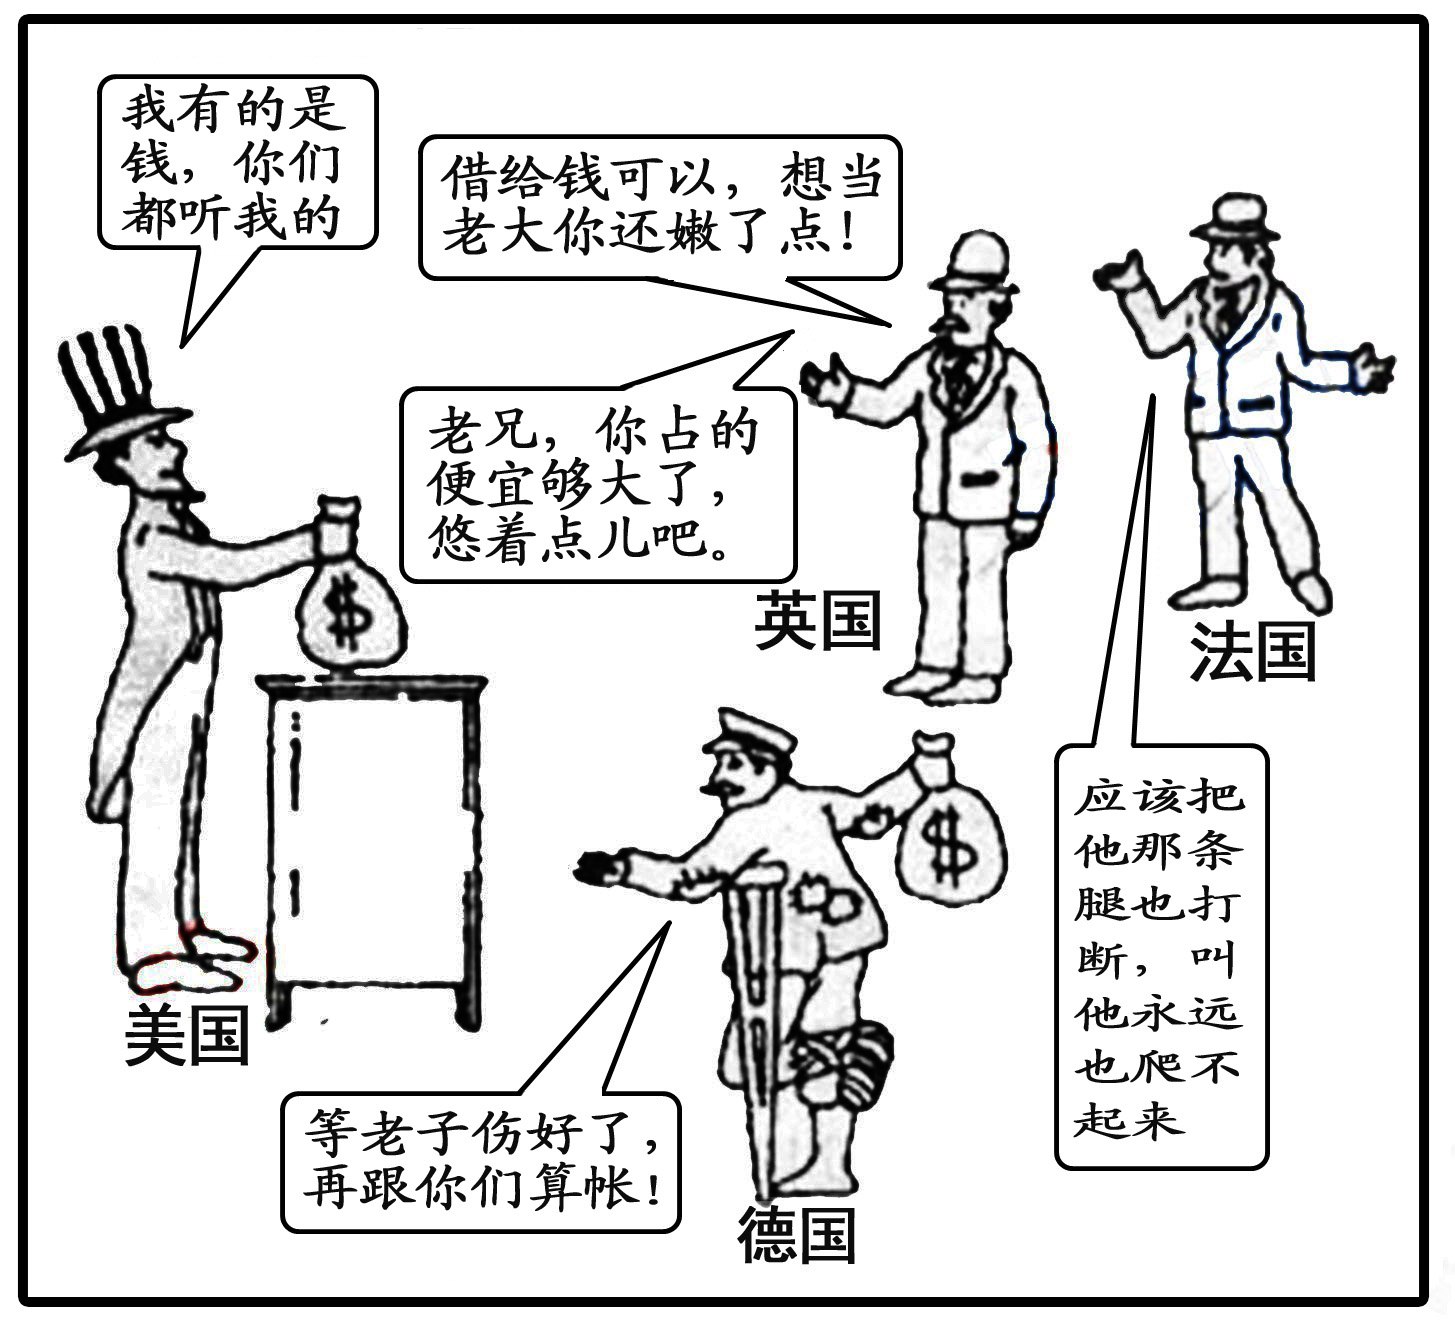 我有的是
钱，你们
都听我的
借给钱可以，想当
老大你还嫩了点！
老兄，你占的
便宜够大了，
悠着点儿吧。
英国
法国
$
$
美国
应该把
他那条
腿也打
断，叫
他永远
也爬不
起来
等老子伤好了，
再跟你们算帐！
德国